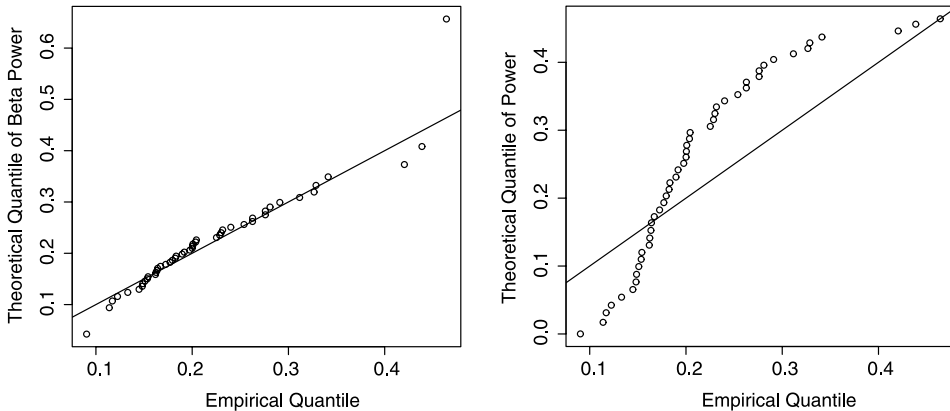 Theoretical Quantile of Beta Power
0.1 0.2 0.3 0.4 0.5 0.6
0.1 0.2 0.3 0.4
Empirical Quantile
Theoretical Quantile of Power
0.0 0.1 0.2 0.3 0.4
0.1 0.2 0.3 0.4
Empirical Quantile